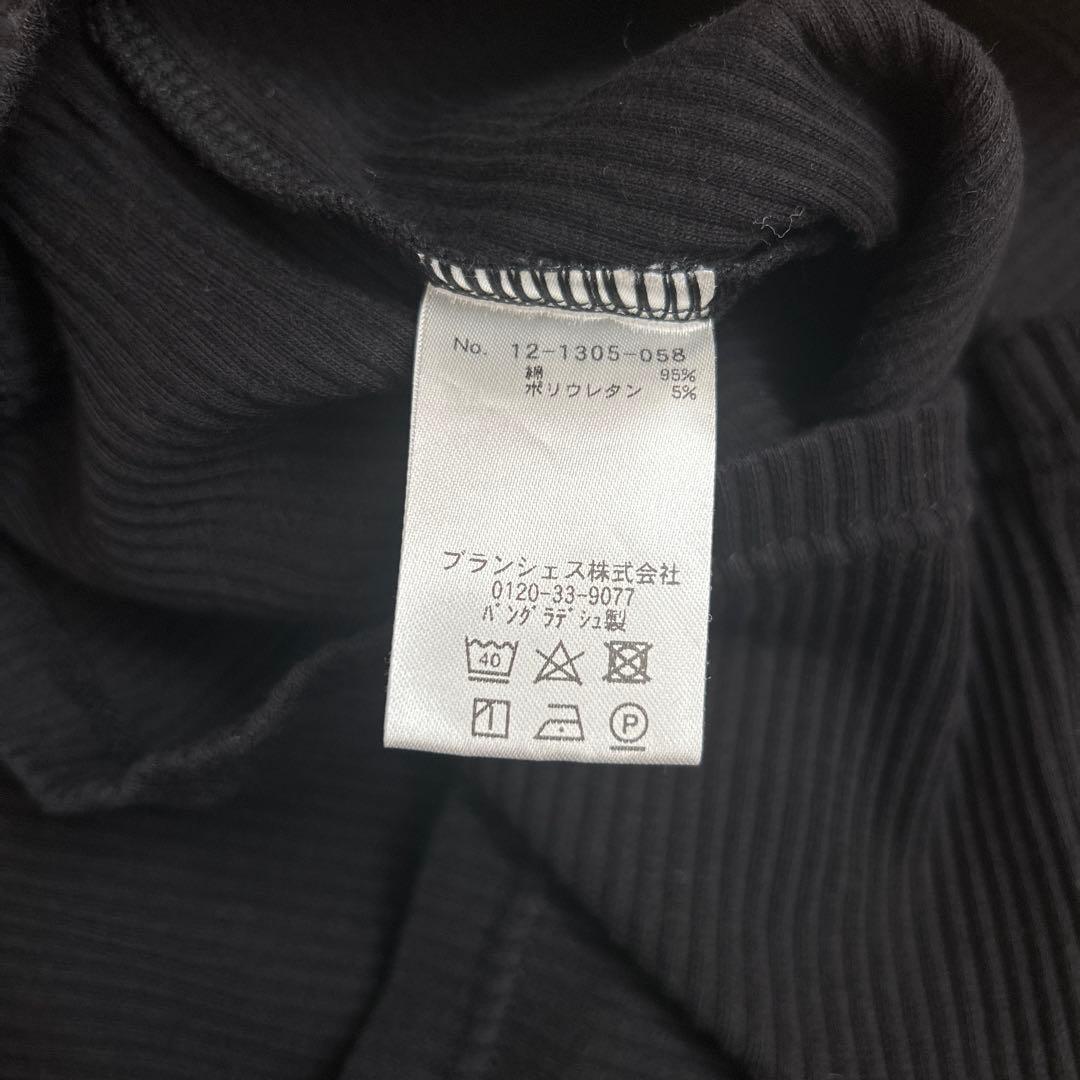 No. 12-1305-058
綿 95%
ポリウレタン 5%
ブランシェス株式会社
0120-33-9077
バングラデシュ製
40
P